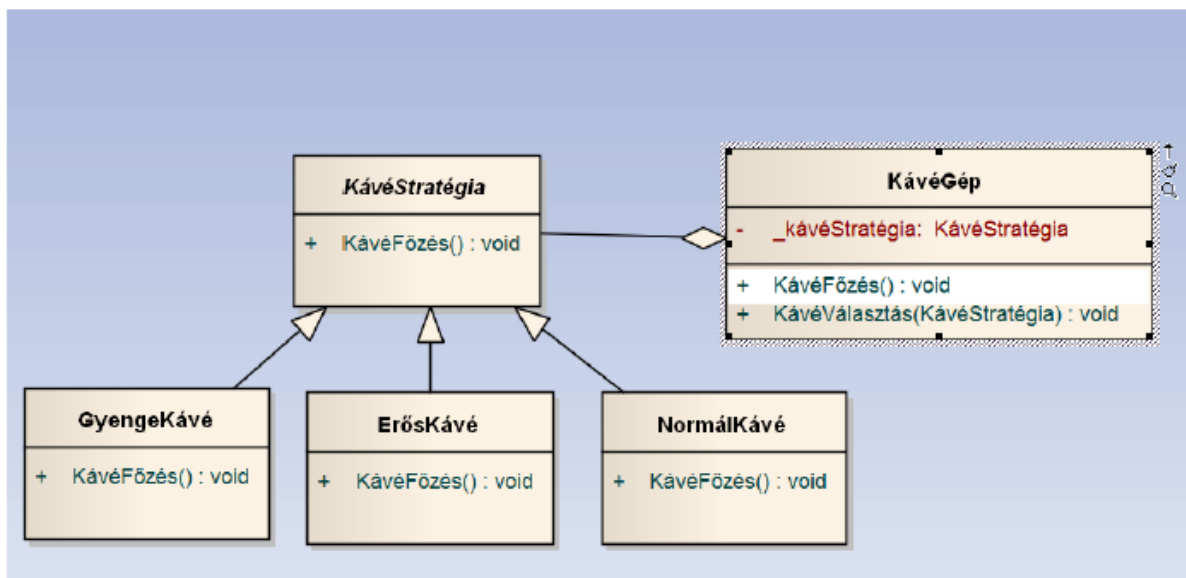 KávéStratégia
+ KávéFőzés() : void
KávéGép
- _kávéStratégia: KávéStratégia
+ KávéFőzés() : void
+ KávéVálasztás(KávéStratégia) : void
GyengeKávé
+ KávéFőzés() : void
ErősKávé
+ KávéFőzés() : void
NormálKávé
+ KávéFőzés() : void